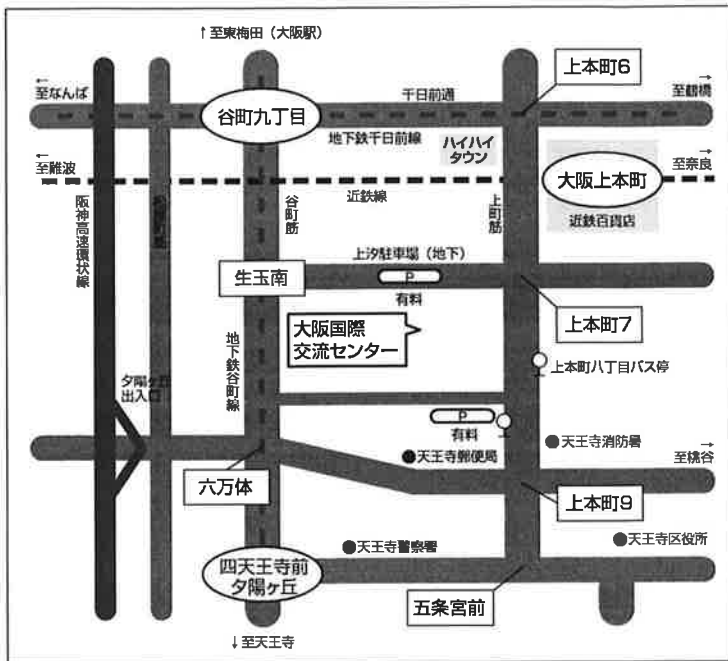 ↑至東梅田（大阪駅）
←
至なんば
谷町九丁目
千日前通
上本町6
→
至鶴橋
地下鉄千日前線
ハイハイ
タウン
←
至難波
近鉄線
大阪上本町
→
至奈良
近鉄百貨店
阪神高速環状線
谷町筋
上町筋
生玉南
上汐駐車場（地下）
P
有料
上本町7
大阪国際
交流センター
地下鉄谷町線
上本町八丁目バス停
夕陽ヶ丘
出入口
P
有料
●天王寺消防署
●天王寺郵便局
→
至桃谷
六万体
上本町9
●天王寺警察署
●天王寺区役所
四天王寺前
夕陽ヶ丘
五条宮前
↓至天王寺